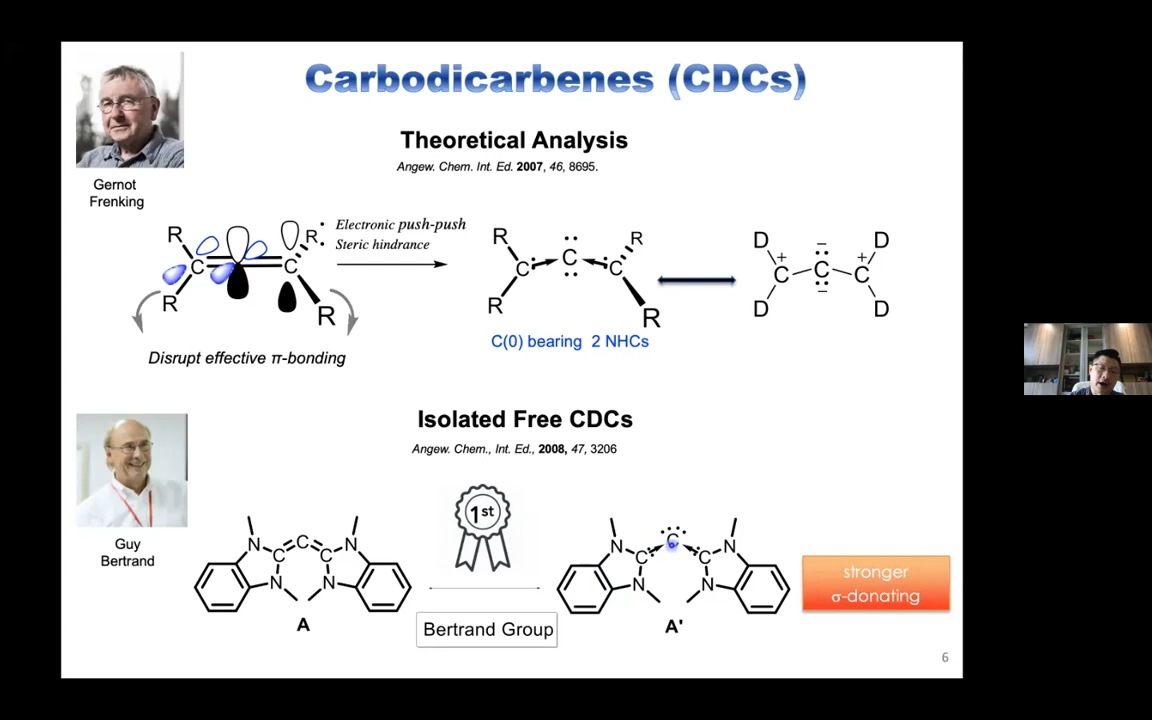 Carbodicarbenes (CDCs)
Theoretical Analysis
Angew. Chem. Int. Ed. 2007, 46, 8695.
Gernot
Frenking
R
R
C
C
R
R
Electronic push-push
Steric hindrance
Disrupt effective π-bonding
R
R
C
C
C
R
R
C(0) bearing 2 NHCs
D
D
+
C
–
C
–
+
C
D
D
Isolated Free CDCs
Angew. Chem., Int. Ed., 2008, 47, 3206
Guy
Bertrand
N
C
C
C
N
N
N
A
1st
Bertrand Group
N
C
C
C
N
N
N
A'
stronger
σ-donating
6